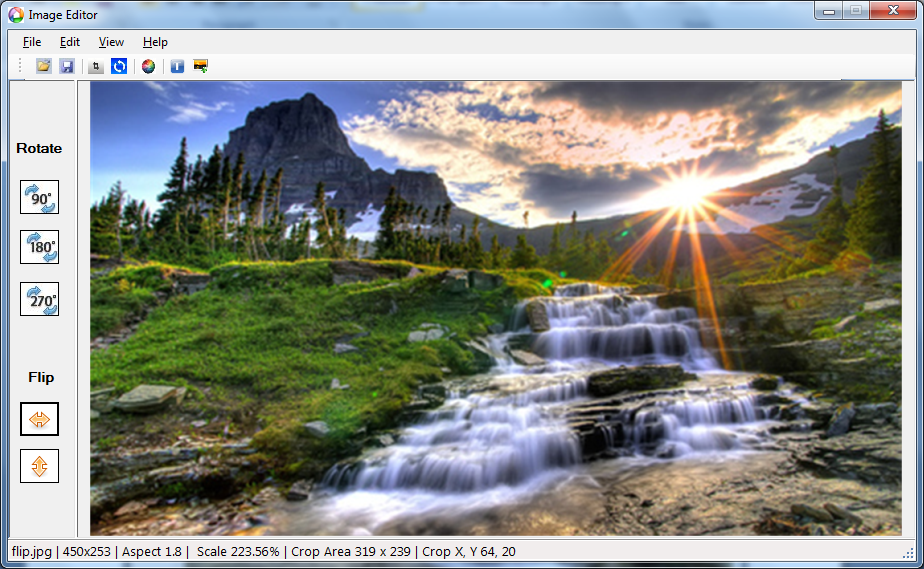 Image Editor
File Edit View Help
Rotate
90°
180°
270°
Flip
flip.jpg | 450x253 | Aspect 1.8 | Scale 223.56% | Crop Area 319 x 239 | Crop X, Y 64, 20